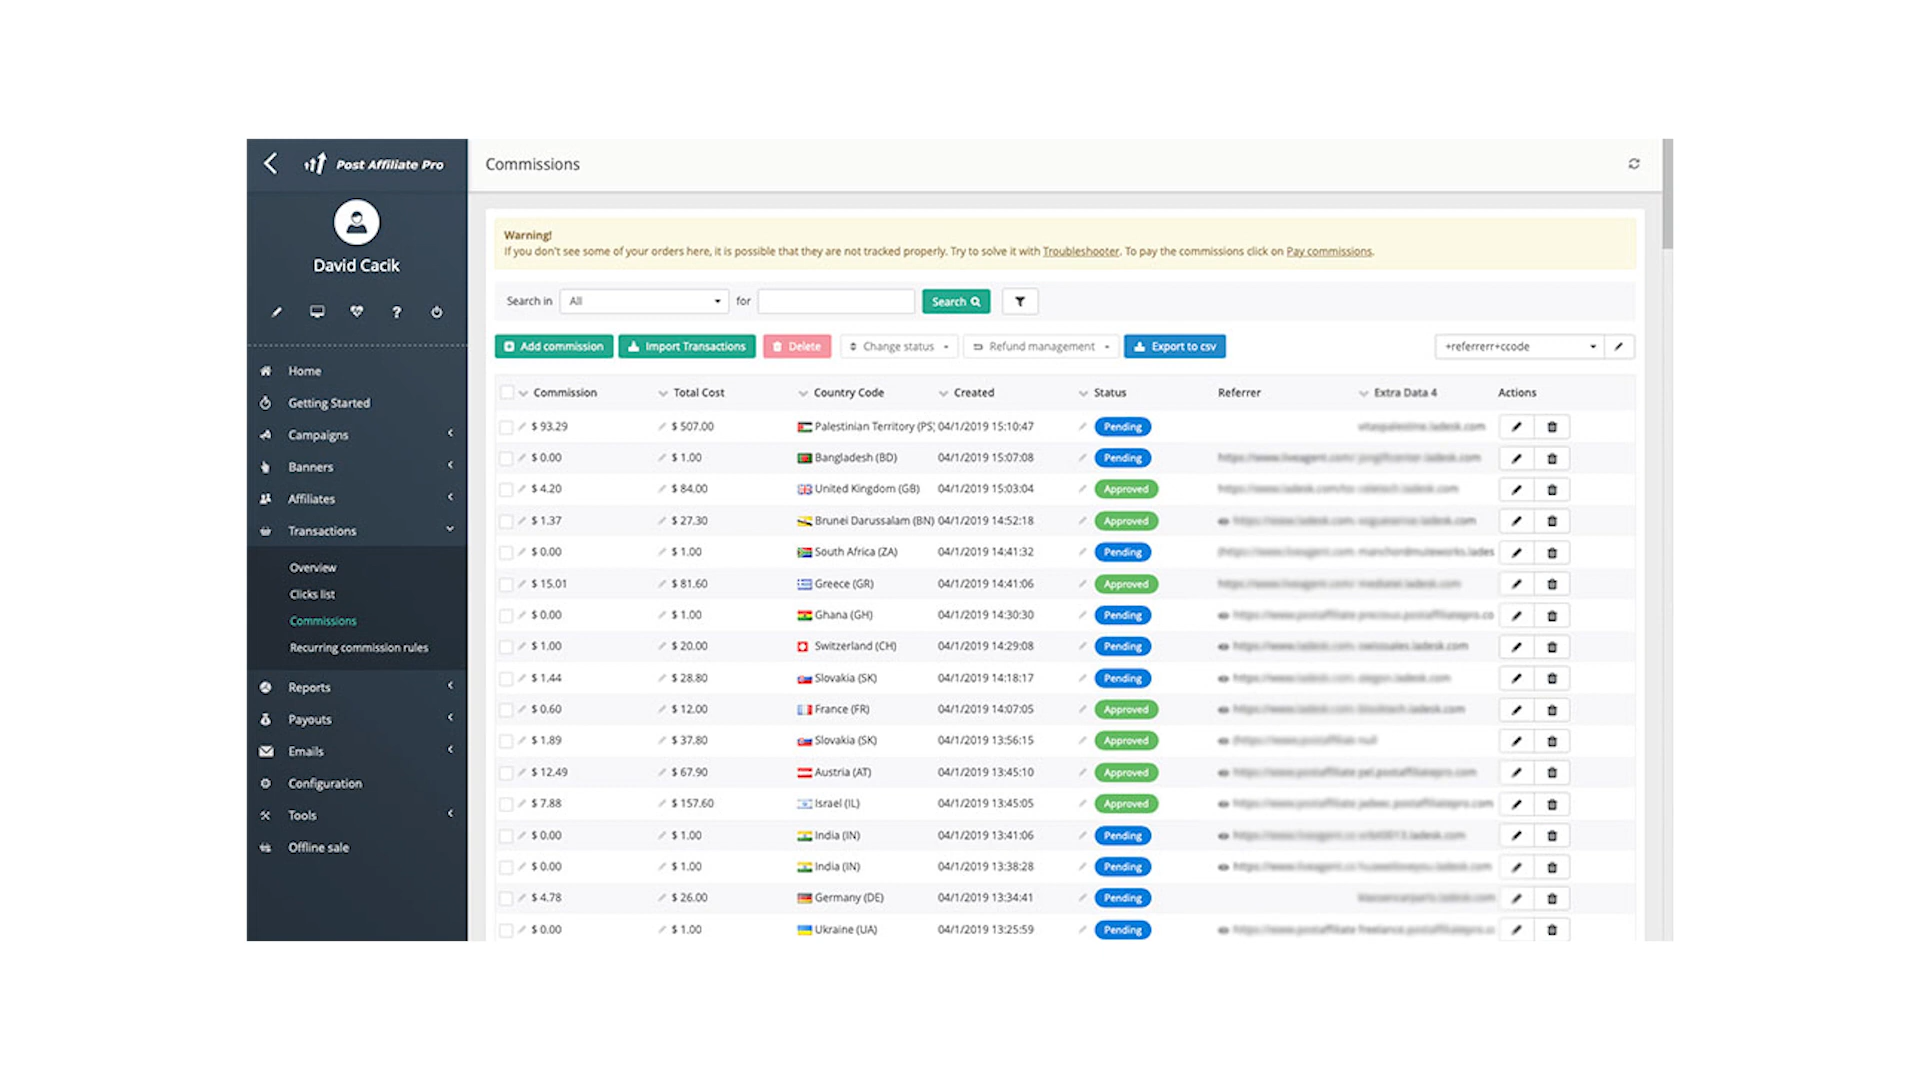 Post Affiliate Pro
David Cacik
Home
Getting Started
Campaigns
Banners
Affiliates
Transactions
Overview
Clicks list
Commissions
Recurring commission rules
Reports
Payouts
Emails
Configuration
Tools
Offline sale
Commissions
Warning!
If you don't see some of your orders here, it is possible that they are not tracked properly. Try to solve it with Troubleshooter. To pay the commissions click on Pay commissions.
Search in All for Search
Add commission Import Transactions Delete Change status Refund management Export to csv +referrerr+ccode
Commission Total Cost Country Code Created Status Referrer Extra Data 4 Actions
$ 93.29 $ 507.00 Palestinian Territory (PS) 04/1/2019 15:10:47 Pending
$ 0.00 $ 1.00 Bangladesh (BD) 04/1/2019 15:07:08 Pending
$ 4.20 $ 84.00 United Kingdom (GB) 04/1/2019 15:03:04 Approved
$ 1.37 $ 27.30 Brunei Darussalam (BN) 04/1/2019 14:52:18 Approved
$ 0.00 $ 1.00 South Africa (ZA) 04/1/2019 14:41:32 Pending
$ 15.01 $ 81.60 Greece (GR) 04/1/2019 14:41:06 Approved
$ 0.00 $ 1.00 Ghana (GH) 04/1/2019 14:30:30 Pending
$ 1.00 $ 20.00 Switzerland (CH) 04/1/2019 14:29:08 Pending
$ 1.44 $ 28.80 Slovakia (SK) 04/1/2019 14:18:17 Pending
$ 0.60 $ 12.00 France (FR) 04/1/2019 14:07:05 Approved
$ 1.89 $ 37.80 Slovakia (SK) 04/1/2019 13:56:15 Approved
$ 12.49 $ 67.90 Austria (AT) 04/1/2019 13:45:10 Approved
$ 7.88 $ 157.60 Israel (IL) 04/1/2019 13:45:05 Approved
$ 0.00 $ 1.00 India (IN) 04/1/2019 13:41:06 Pending
$ 0.00 $ 1.00 India (IN) 04/1/2019 13:38:28 Pending
$ 4.78 $ 26.00 Germany (DE) 04/1/2019 13:34:41 Pending
$ 0.00 $ 1.00 Ukraine (UA) 04/1/2019 13:25:59 Pending